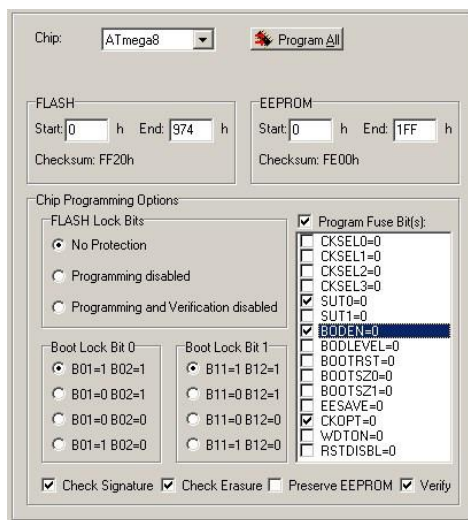 Chip: ATmega8 Program All
FLASH
Start: 0 h End: 974 h
Checksum: FF20h
EEPROM
Start: 0 h End: 1FF h
Checksum: FE00h
Chip Programming Options
FLASH Lock Bits
No Protection
Programming disabled
Programming and Verification disabled
Boot Lock Bit 0
B01=1 B02=1
B01=0 B02=1
B01=0 B02=0
B01=1 B02=0
Boot Lock Bit 1
B11=1 B12=1
B11=0 B12=1
B11=0 B12=0
B11=1 B12=0
Program Fuse Bit(s):
CKSEL0=0
CKSEL1=0
CKSEL2=0
CKSEL3=0
SUT0=0
SUT1=0
BODEN=0
BODLEVEL=0
BOOTRST=0
BOOTSZ0=0
BOOTSZ1=0
EESAVE=0
CKOPT=0
WDTON=0
RSTDISBL=0
Check Signature Check Erasure Preserve EEPROM Verify